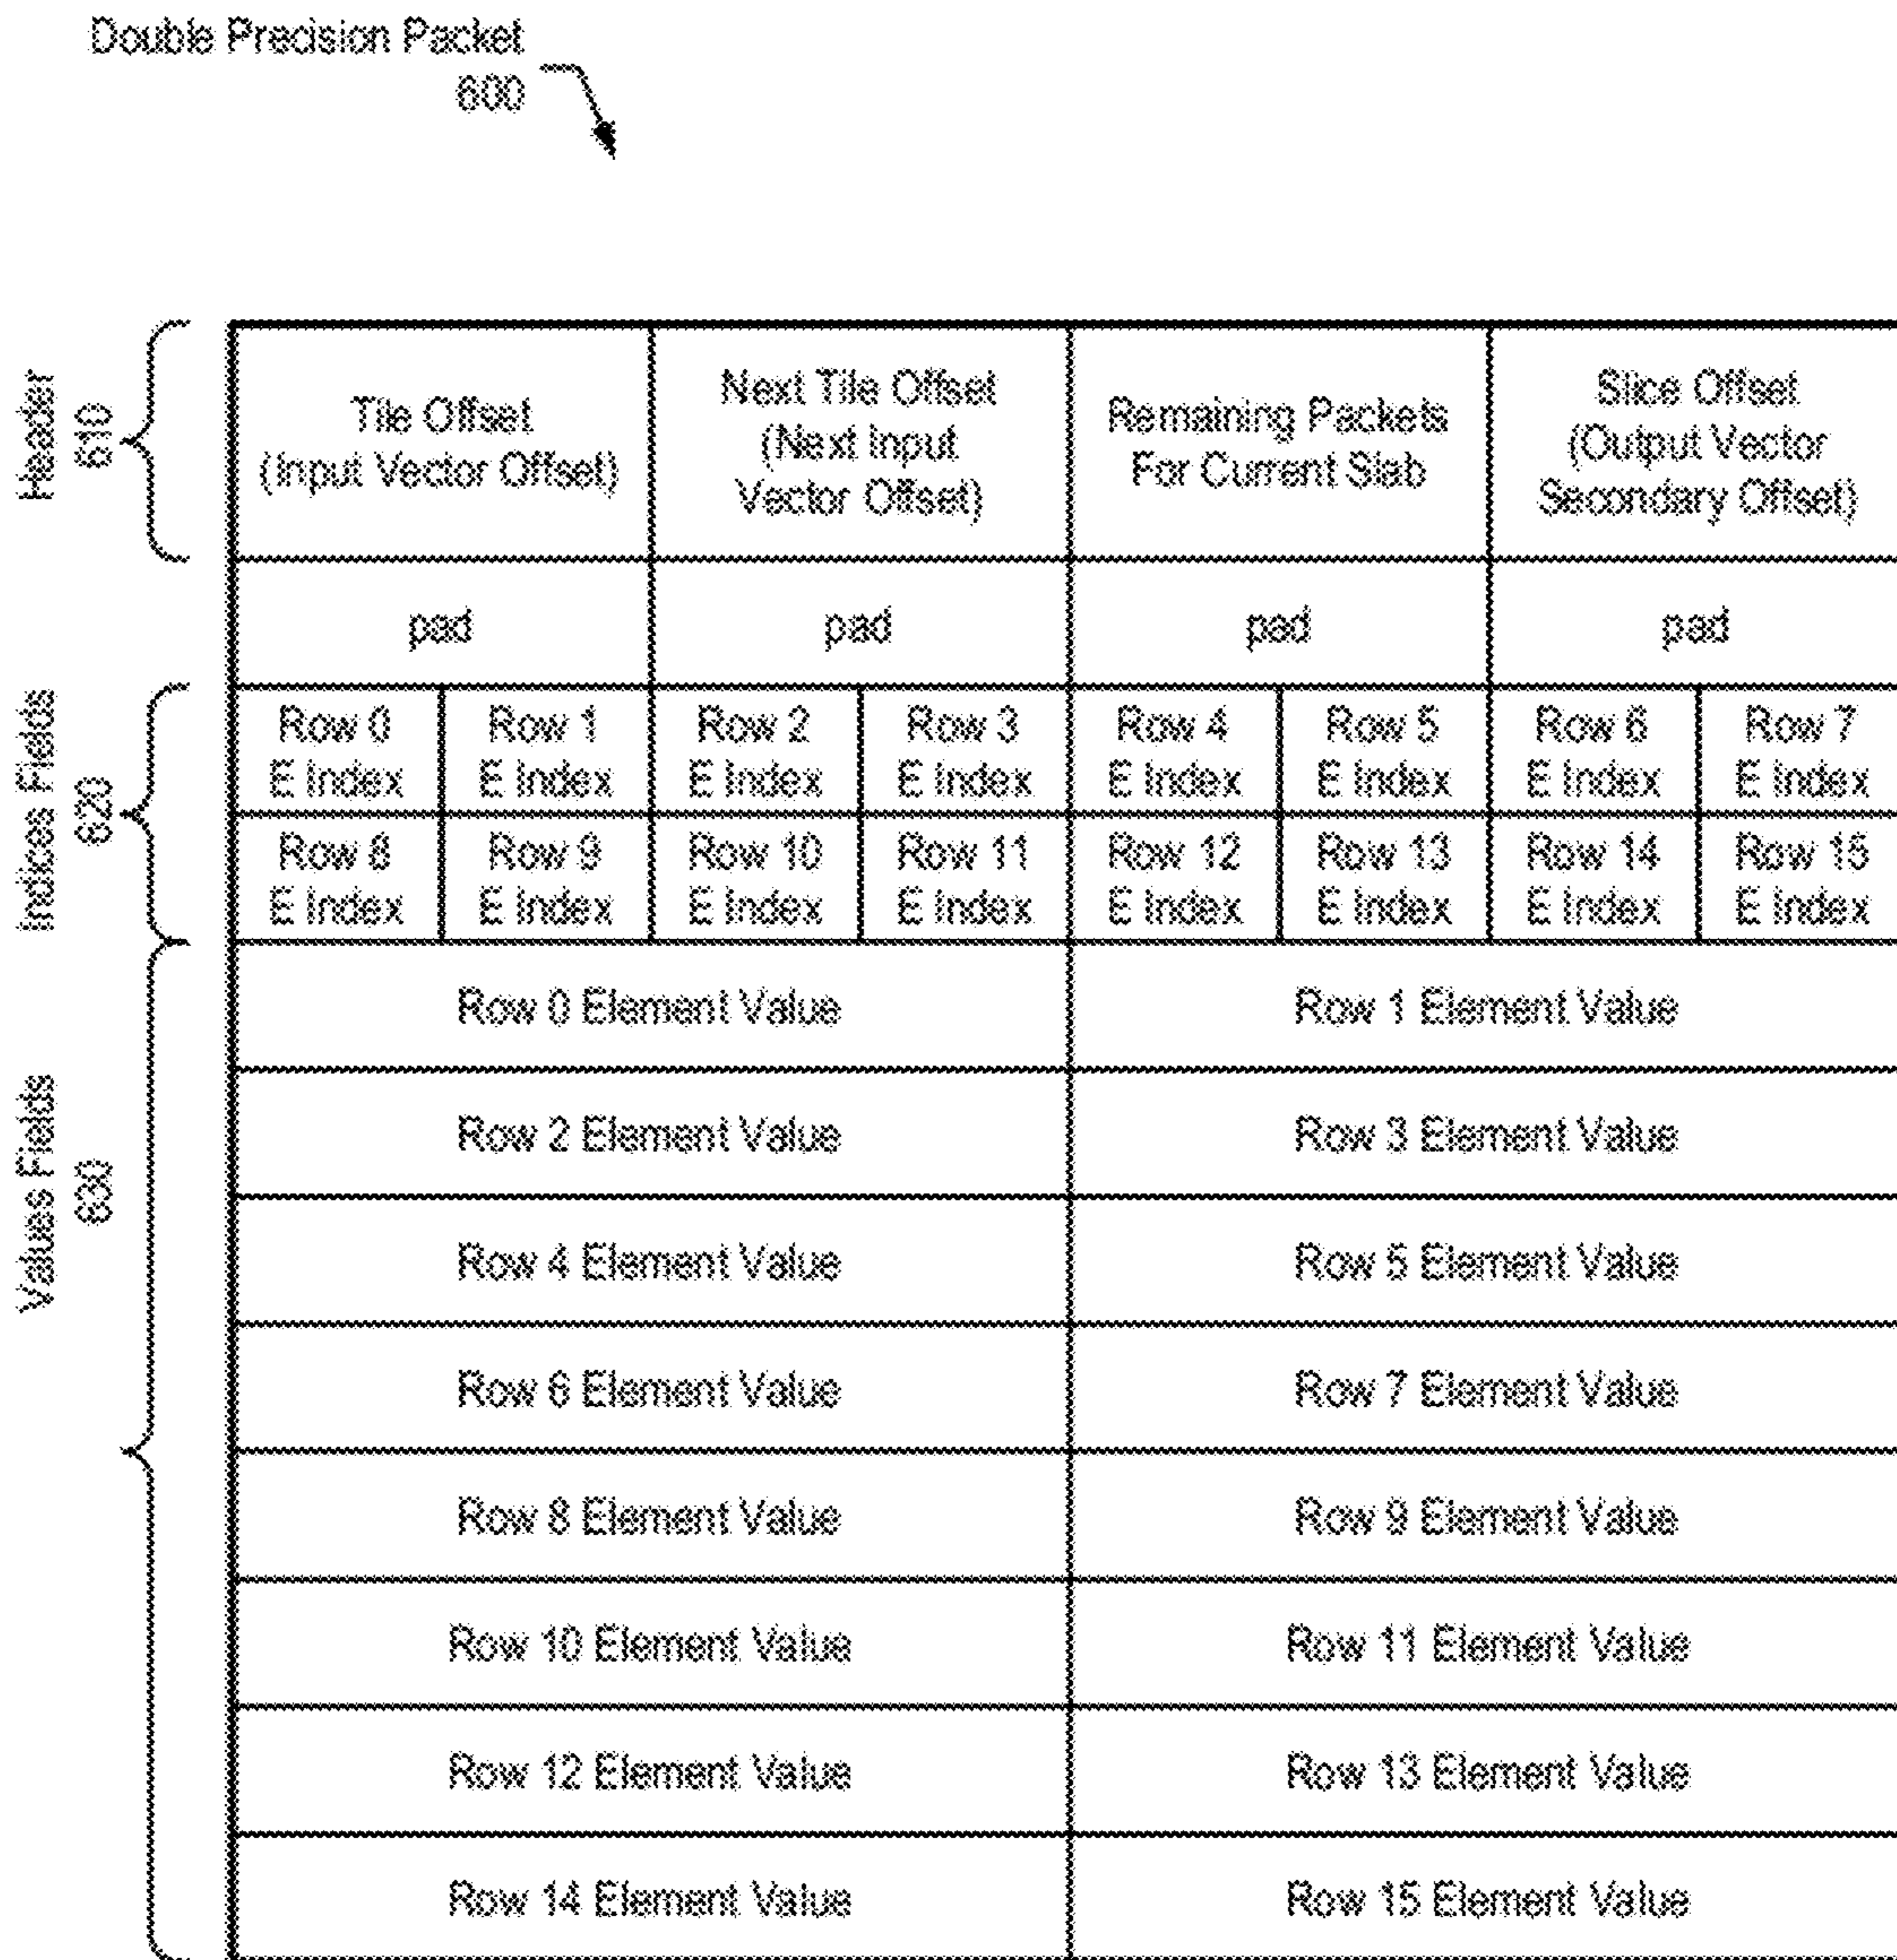 Double Precision Packet
600
Header
610
Tile Offset
(Input Vector Offset)
Next Tile Offset
(Next Input
Vector Offset)
Remaining Packets
For Current Slab
Slice Offset
(Output Vector
Secondary Offset)
pad
pad
pad
pad
Indices Fields
620
Row 0
E Index
Row 1
E Index
Row 2
E Index
Row 3
E Index
Row 4
E Index
Row 5
E Index
Row 6
E Index
Row 7
E Index
Row 8
E Index
Row 9
E Index
Row 10
E Index
Row 11
E Index
Row 12
E Index
Row 13
E Index
Row 14
E Index
Row 15
E Index
Values Fields
630
Row 0 Element Value
Row 1 Element Value
Row 2 Element Value
Row 3 Element Value
Row 4 Element Value
Row 5 Element Value
Row 6 Element Value
Row 7 Element Value
Row 8 Element Value
Row 9 Element Value
Row 10 Element Value
Row 11 Element Value
Row 12 Element Value
Row 13 Element Value
Row 14 Element Value
Row 15 Element Value